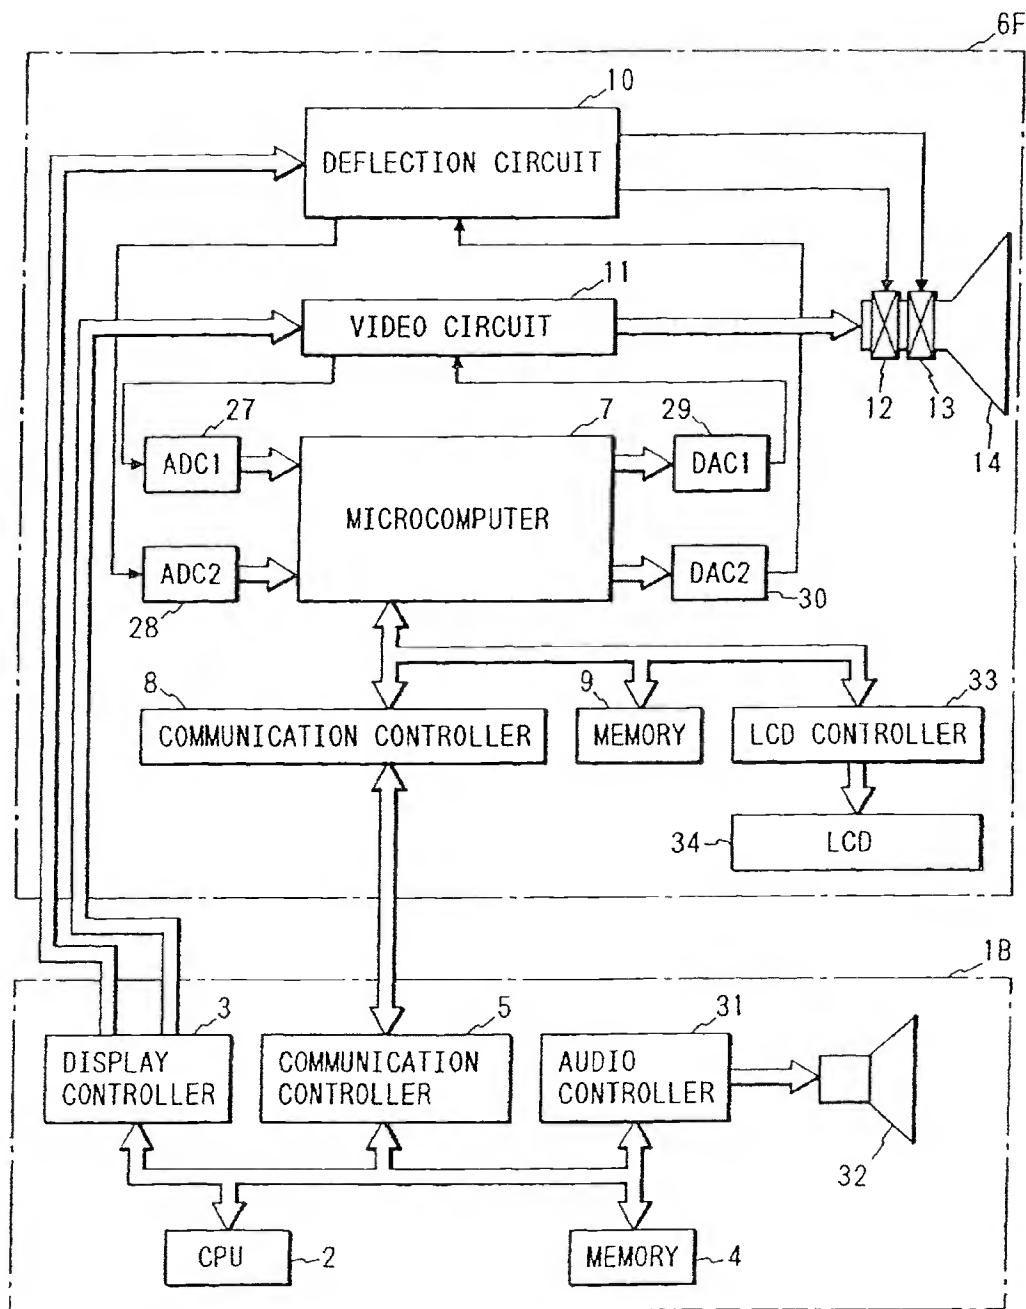 6F
10
DEFLECTION CIRCUIT
11
VIDEO CIRCUIT
12
13
14
27
7
29
ADC1
DAC1
MICROCOMPUTER
ADC2
DAC2
28
30
8
9
33
COMMUNICATION CONTROLLER
MEMORY
LCD CONTROLLER
34
LCD
1B
3
5
31
DISPLAY
CONTROLLER
COMMUNICATION
CONTROLLER
AUDIO
CONTROLLER
32
CPU
2
MEMORY
4